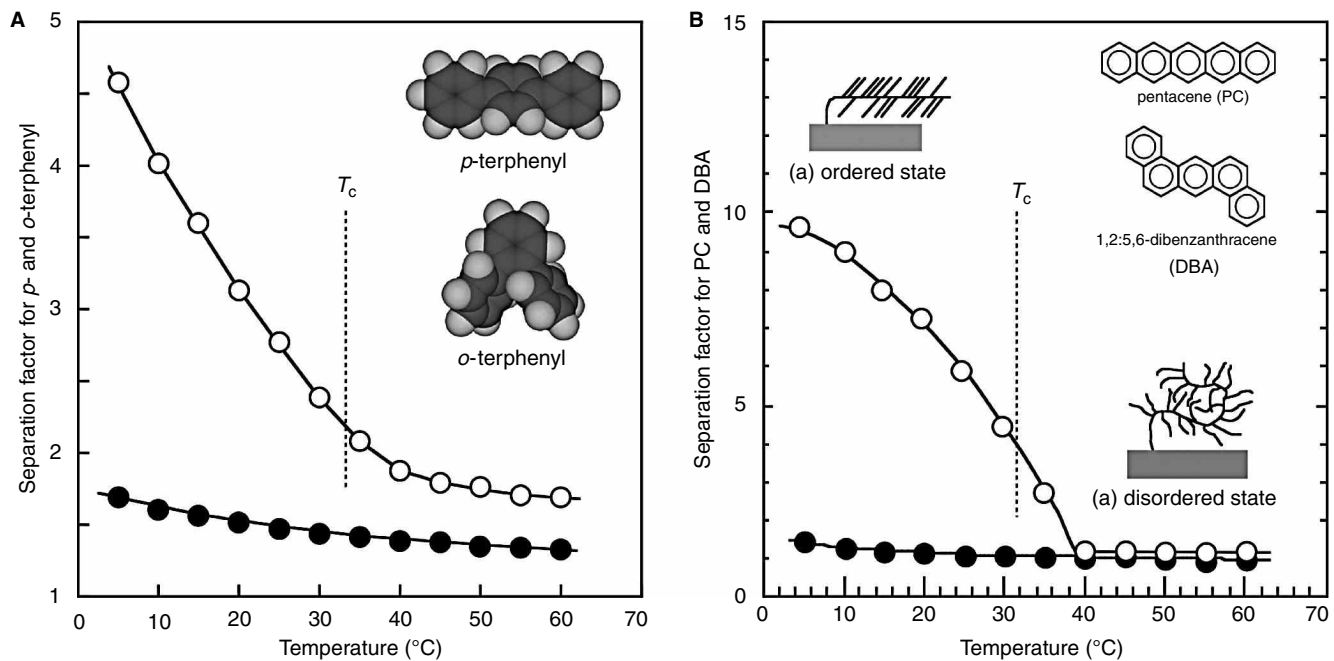 A
5
4
3
2
1
0
10
20
30
40
50
60
70
Separation factor for p- and o-terphenyl
Temperature (°C)
p-terphenyl
o-terphenyl
Tc
B
15
10
5
0
0
10
20
30
40
50
60
70
Separation factor for PC and DBA
Temperature (°C)
(a) ordered state
pentacene (PC)
Tc
1,2:5,6-dibenzanthracene
(DBA)
(a) disordered state